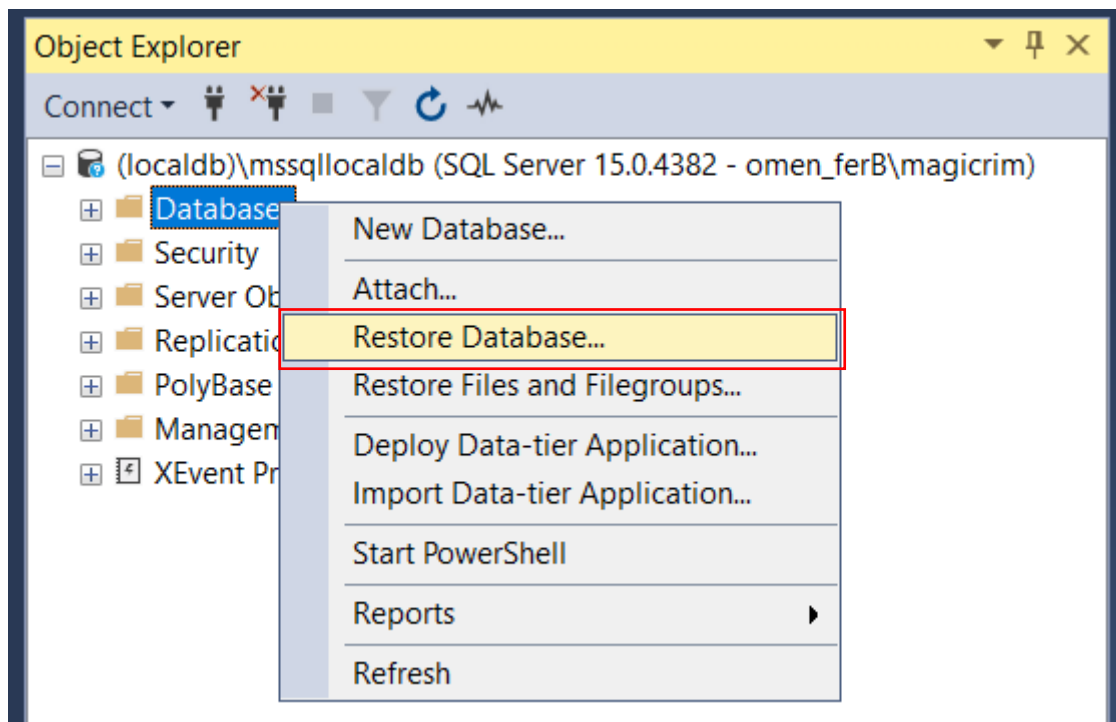 Object Explorer
Connect
(localdb)\mssqllocaldb (SQL Server 15.0.4382 - omen_ferB\magicrim)
Database
Security
Server Ob
Replicatio
PolyBase
Managem
XEvent Pr
New Database...
Attach...
Restore Database...
Restore Files and Filegroups...
Deploy Data-tier Application...
Import Data-tier Application...
Start PowerShell
Reports
Refresh